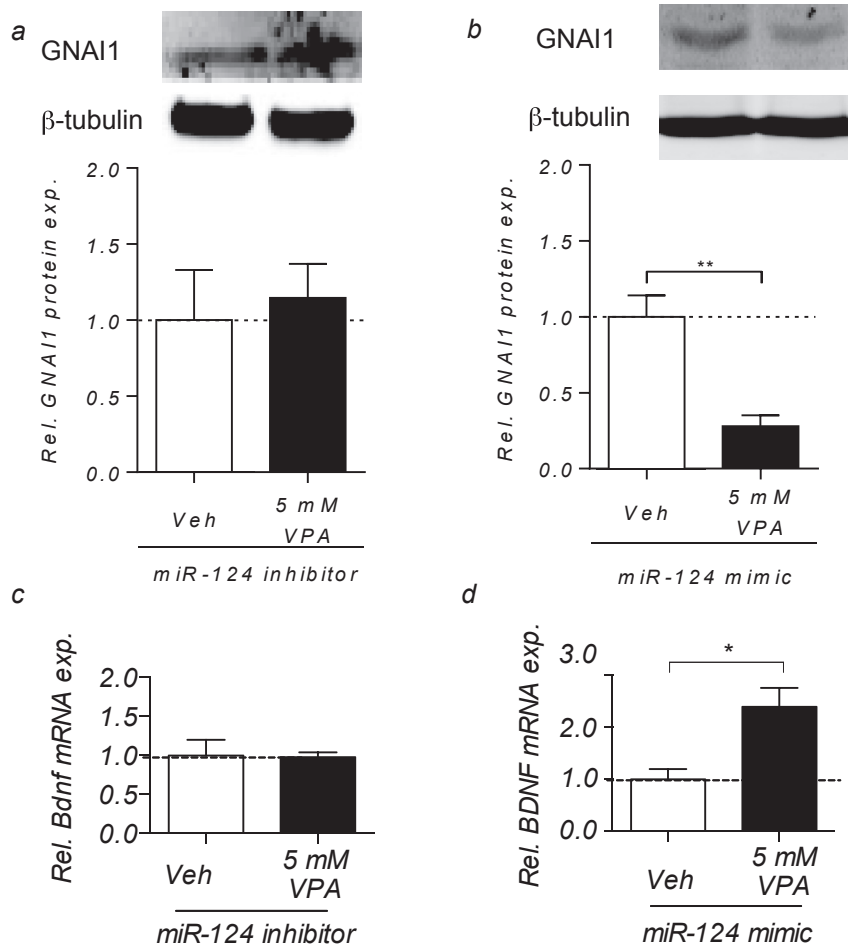 a
GNAI1
β-tubulin
Rel. GNAI1 protein exp.
2.0
1.5
1.0
0.5
0.0
Veh
5 mM
VPA
miR-124 inhibitor
b
GNAI1
β-tubulin
Rel. GNAI1 protein exp.
2.0
1.5
1.0
0.5
0.0
**
Veh
5 mM
VPA
miR-124 mimic
c
Rel. Bdnf mRNA exp.
2.0
1.5
1.0
0.5
0.0
Veh
5 mM
VPA
miR-124 inhibitor
d
Rel. BDNF mRNA exp.
3.0
2.0
1.0
0.0
*
Veh
5 mM
VPA
miR-124 mimic